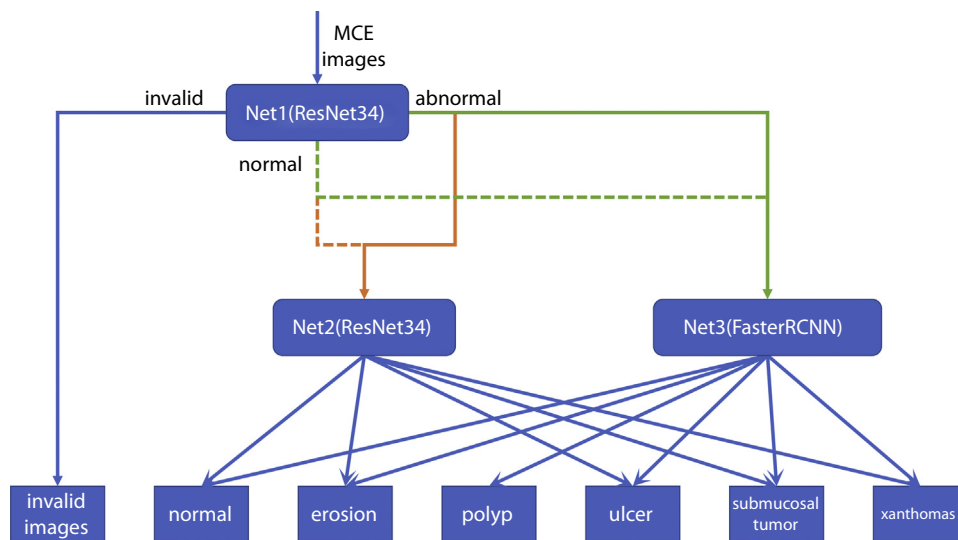 MCE
images
invalid
Net1(ResNet34)
abnormal
normal
Net2(ResNet34)
Net3(FasterRCNN)
invalid
images
normal
erosion
polyp
ulcer
submucosal
tumor
xanthomas